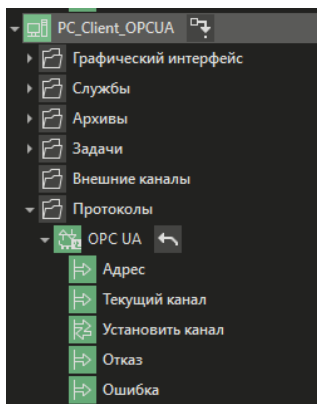 PC_Client_OPCUA
Графический интерфейс
Службы
Архивы
Задачи
Внешние каналы
Протоколы
OPC UA
Адрес
Текущий канал
Установить канал
Отказ
Ошибка